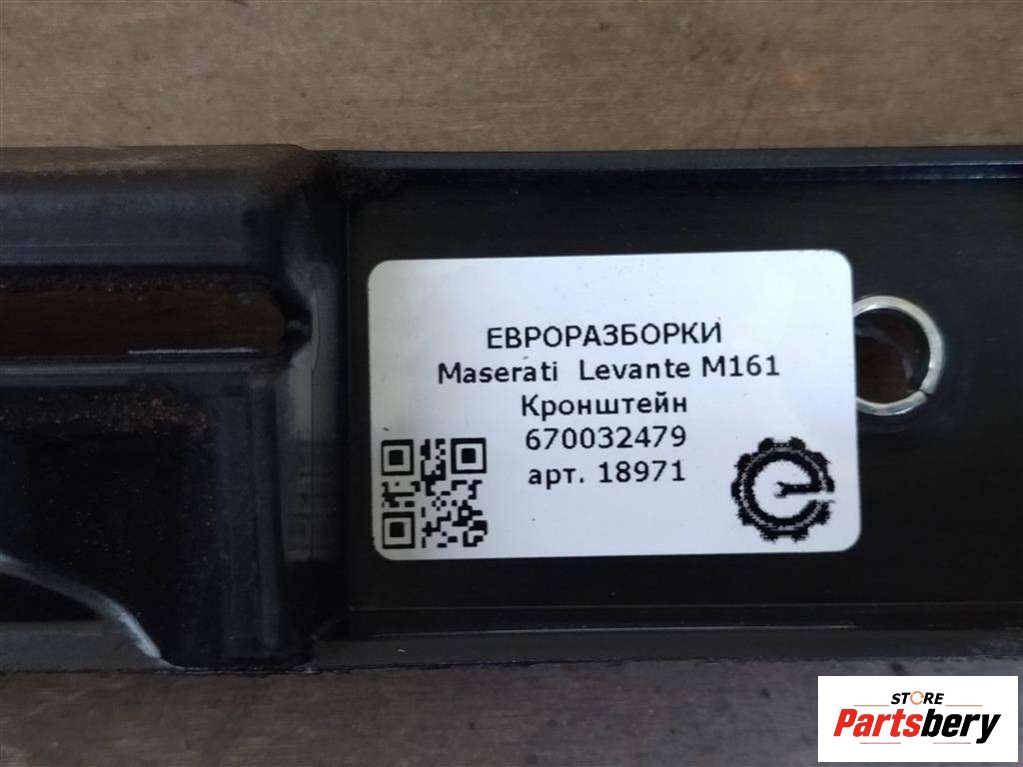 ЕВРОРАЗБОРКИ
Maserati Levante M161
Кронштейн
670032479
арт. 18971
STORE
Partsbery